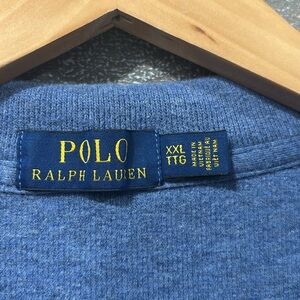 POLO
RALPH LAUREN
XXL
TTG
MADE IN
VIETNAM
FABRIQUÉ AU
VIET NAM